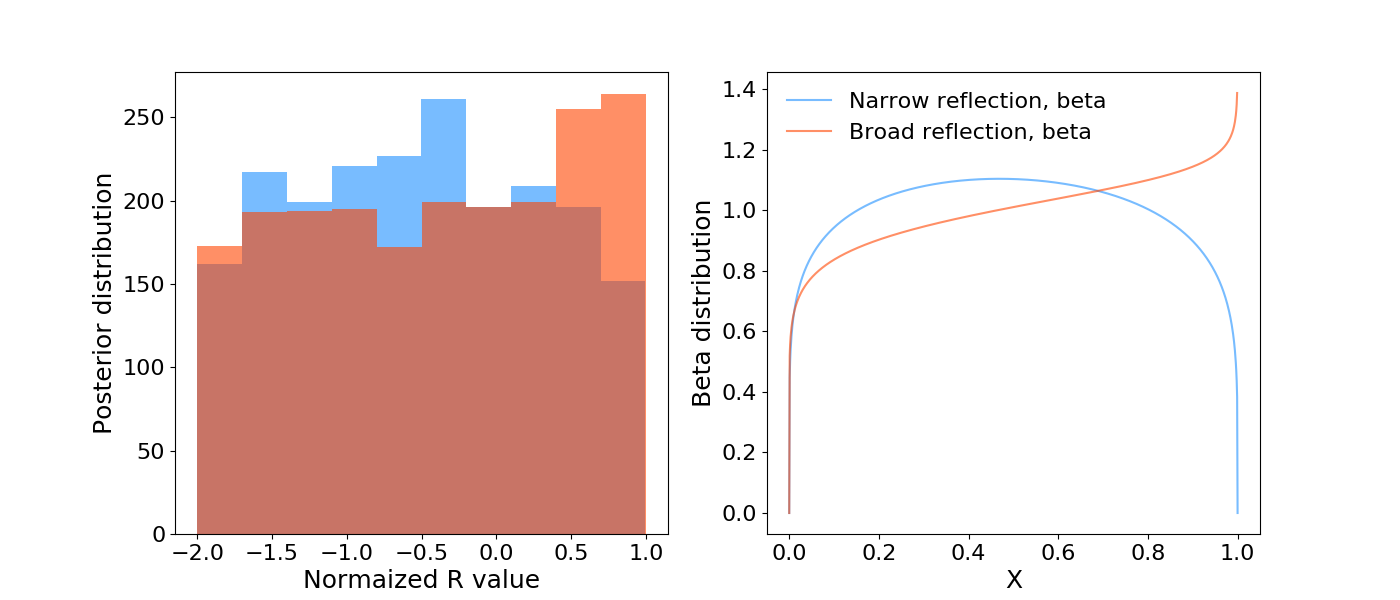 250
200
150
100
50
0
−2.0 −1.5 −1.0 −0.5 0.0 0.5 1.0
Normaized R value
Posterior distribution
Narrow reflection, beta
Broad reflection, beta
1.4
1.2
1.0
0.8
0.6
0.4
0.2
0.0
0.0 0.2 0.4 0.6 0.8 1.0
X
Beta distribution